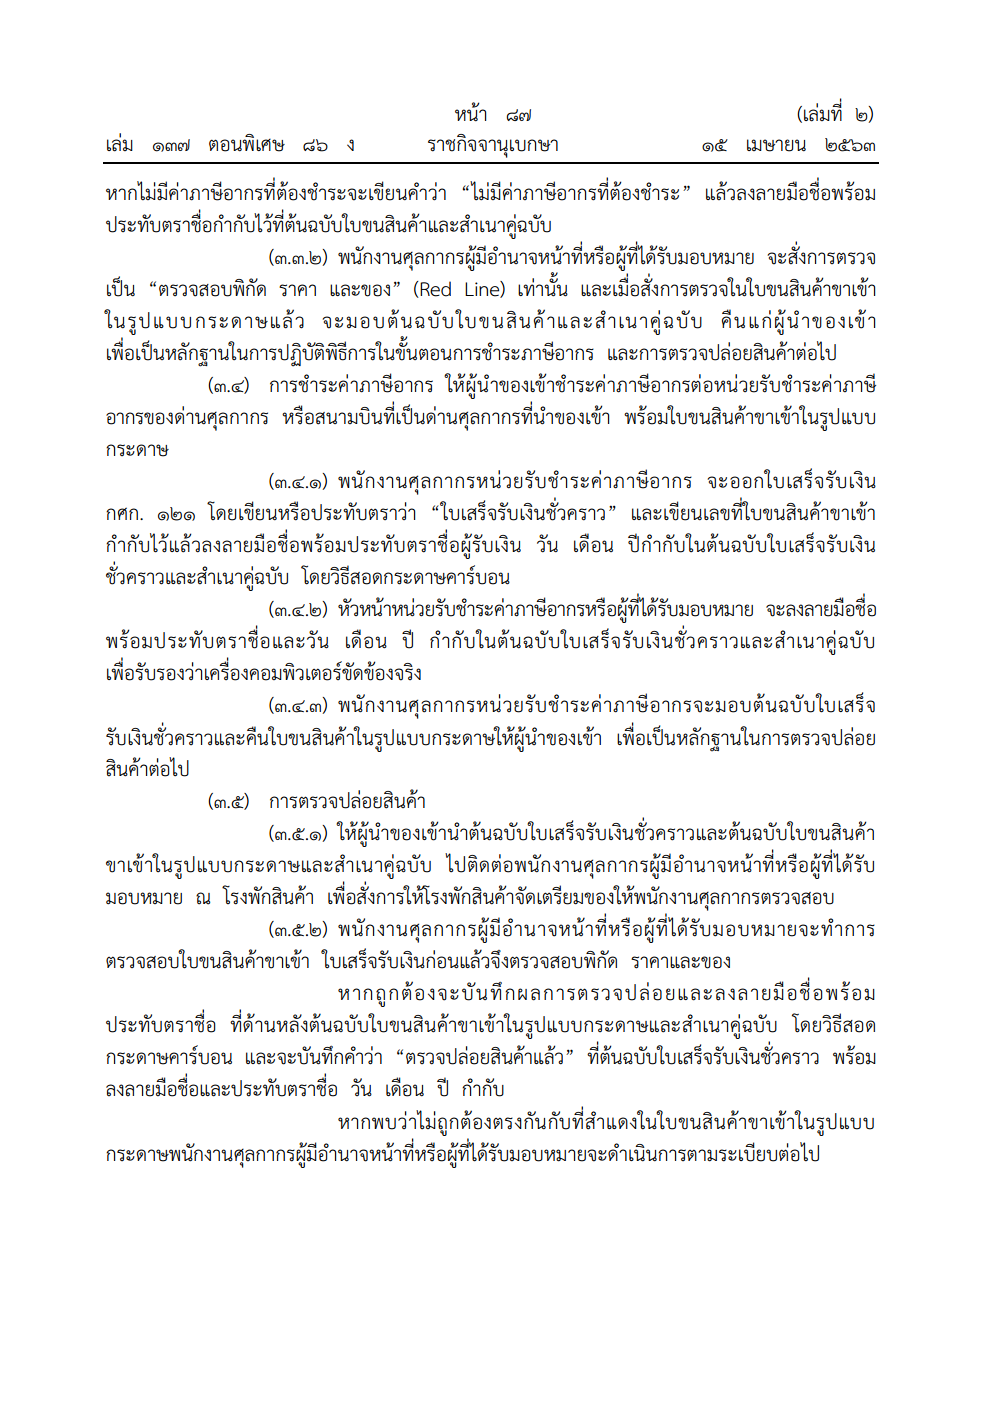 หน้า ๘๗
(เล่มที่ ๒)
เล่ม ๑๓๗ ตอนพิเศษ ๘๖ ง ราชกิจจานุเบกษา ๑๕ เมษายน ๒๕๖๓
หากไม่มีค่าภาษีอากรที่ต้องชำระจะเขียนคำว่า “ไม่มีค่าภาษีอากรที่ต้องชำระ” แล้วลงลายมือชื่อพร้อม
ประทับตราชื่อกำกับไว้ที่ต้นฉบับใบขนสินค้าและสำเนาคู่ฉบับ
(๓.๓.๒) พนักงานศุลกากรผู้มีอำนาจหน้าที่หรือผู้ที่ได้รับมอบหมาย จะสั่งการตรวจ
เป็น “ตรวจสอบพิกัด ราคา และของ” (Red Line) เท่านั้น และเมื่อสั่งการตรวจในใบขนสินค้าขาเข้า
ในรูปแบบกระดาษแล้ว จะมอบต้นฉบับใบขนสินค้าและสำเนาคู่ฉบับ คืนแก่ผู้นำของเข้า
เพื่อเป็นหลักฐานในการปฏิบัติพิธีการในขั้นตอนการชำระภาษีอากร และการตรวจปล่อยสินค้าต่อไป
(๓.๔) การชำระค่าภาษีอากร ให้ผู้นำของเข้าชำระค่าภาษีอากรต่อหน่วยรับชำระค่าภาษี
อากรของด่านศุลกากร หรือสนามบินที่เป็นด่านศุลกากรที่นำของเข้า พร้อมใบขนสินค้าขาเข้าในรูปแบบ
กระดาษ
(๓.๔.๑) พนักงานศุลกากรหน่วยรับชำระค่าภาษีอากร จะออกใบเสร็จรับเงิน
กศก. ๑๒๑ โดยเขียนหรือประทับตราว่า “ใบเสร็จรับเงินชั่วคราว” และเขียนเลขที่ใบขนสินค้าขาเข้า
กำกับไว้แล้วลงลายมือชื่อพร้อมประทับตราชื่อผู้รับเงิน วัน เดือน ปีกำกับในต้นฉบับใบเสร็จรับเงิน
ชั่วคราวและสำเนาคู่ฉบับ โดยวิธีสอดกระดาษคาร์บอน
(๓.๔.๒) หัวหน้าหน่วยรับชำระค่าภาษีอากรหรือผู้ที่ได้รับมอบหมาย จะลงลายมือชื่อ
พร้อมประทับตราชื่อและวัน เดือน ปี กำกับในต้นฉบับใบเสร็จรับเงินชั่วคราวและสำเนาคู่ฉบับ
เพื่อรับรองว่าเครื่องคอมพิวเตอร์ขัดข้องจริง
(๓.๔.๓) พนักงานศุลกากรหน่วยรับชำระค่าภาษีอากรจะมอบต้นฉบับใบเสร็จ
รับเงินชั่วคราวและคืนใบขนสินค้าในรูปแบบกระดาษให้ผู้นำของเข้า เพื่อเป็นหลักฐานในการตรวจปล่อย
สินค้าต่อไป
(๓.๕) การตรวจปล่อยสินค้า
(๓.๕.๑) ให้ผู้นำของเข้านำต้นฉบับใบเสร็จรับเงินชั่วคราวและต้นฉบับใบขนสินค้า
ขาเข้าในรูปแบบกระดาษและสำเนาคู่ฉบับ ไปติดต่อพนักงานศุลกากรผู้มีอำนาจหน้าที่หรือผู้ที่ได้รับ
มอบหมาย ณ โรงพักสินค้า เพื่อสั่งการให้โรงพักสินค้าจัดเตรียมของให้พนักงานศุลกากรตรวจสอบ
(๓.๕.๒) พนักงานศุลกากรผู้มีอำนาจหน้าที่หรือผู้ที่ได้รับมอบหมายจะทำการ
ตรวจสอบใบขนสินค้าขาเข้า ใบเสร็จรับเงินก่อนแล้วจึงตรวจสอบพิกัด ราคาและของ
หากถูกต้องจะบันทึกผลการตรวจปล่อยและลงลายมือชื่อพร้อม
ประทับตราชื่อ ที่ด้านหลังต้นฉบับใบขนสินค้าขาเข้าในรูปแบบกระดาษและสำเนาคู่ฉบับ โดยวิธีสอด
กระดาษคาร์บอน และจะบันทึกคำว่า “ตรวจปล่อยสินค้าแล้ว” ที่ต้นฉบับใบเสร็จรับเงินชั่วคราว พร้อม
ลงลายมือชื่อและประทับตราชื่อ วัน เดือน ปี กำกับ
หากพบว่าไม่ถูกต้องตรงกันกับที่สำแดงในใบขนสินค้าขาเข้าในรูปแบบ
กระดาษพนักงานศุลกากรผู้มีอำนาจหน้าที่หรือผู้ที่ได้รับมอบหมายจะดำเนินการตามระเบียบต่อไป